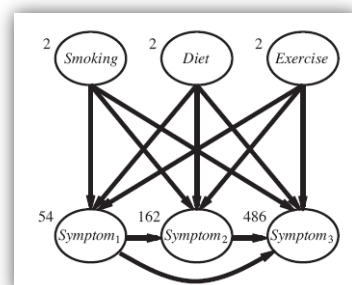 2 Smoking 2 Diet 2 Exercise
54 162 486
Symptom₁ Symptom₂ Symptom₃